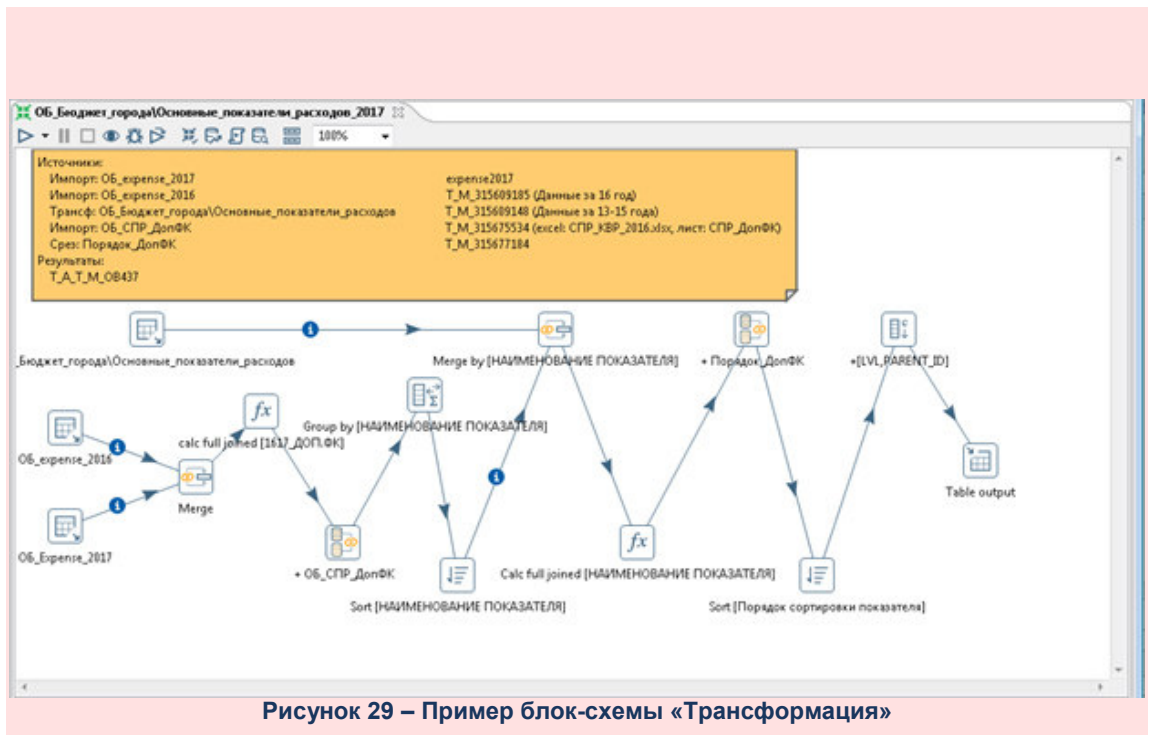 ОБ_Бюджет_города\Основные_показатели_расходов_2017
100%
Источники:
Импорт: ОБ_expense_2017 expense2017
Импорт: ОБ_expense_2016 T_M_315609185 (Данные за 16 год)
Трансф: ОБ_Бюджет_города\Основные_показатели_расходов T_M_315609148 (Данные за 13-15 года)
Импорт: ОБ_СПР_ДопФК T_M_315675534 (excel: СПР_КВР_2016.xlsx, лист: СПР_ДопФК)
Срез: Порядок_ДопФК T_M_315677184
Результаты:
T_A_T_M_OB437
_Бюджет_города\Основные_показатели_расходов
Merge by [НАИМЕНОВАНИЕ ПОКАЗАТЕЛЯ]
+ Порядок_ДопФК
+[LVL,PARENT_ID]
Group by [НАИМЕНОВАНИЕ ПОКАЗАТЕЛЯ]
calc full joined [1617_ДОП.ФК]
ОБ_expense_2016
Merge
Table output
ОБ_Expense_2017
+ ОБ_СПР_ДопФК
Calc full joined [НАИМЕНОВАНИЕ ПОКАЗАТЕЛЯ]
Sort [НАИМЕНОВАНИЕ ПОКАЗАТЕЛЯ]
Sort [Порядок сортировки показателя]
Рисунок 29 – Пример блок-схемы «Трансформация»